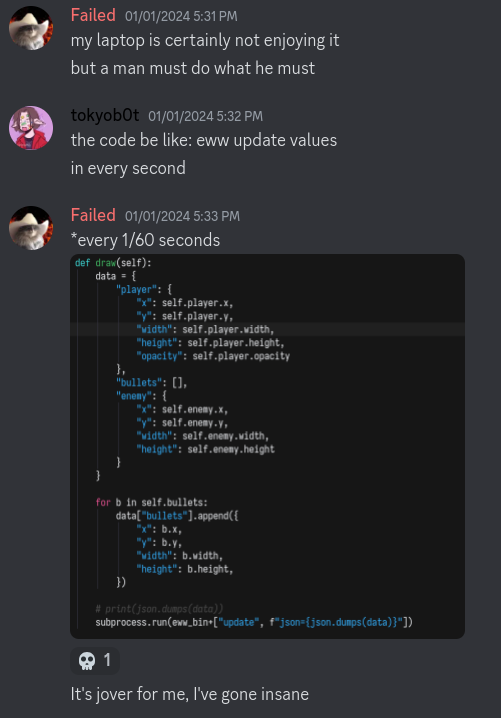 Failed 01/01/2024 5:31 PM
my laptop is certainly not enjoying it
but a man must do what he must
tokyob0t 01/01/2024 5:32 PM
the code be like: eww update values
in every second
Failed 01/01/2024 5:33 PM
*every 1/60 seconds
def draw(self):
    data = {
        "player": {
            "x": self.player.x,
            "y": self.player.y,
            "width": self.player.width,
            "height": self.player.height,
            "opacity": self.player.opacity
        },
        "bullets": [],
        "enemy": {
            "x": self.enemy.x,
            "y": self.enemy.y,
            "width": self.enemy.width,
            "height": self.enemy.height
        }
    }
    for b in self.bullets:
        data["bullets"].append({
            "x": b.x,
            "y": b.y,
            "width": b.width,
            "height": b.height,
        })
    # print(json.dumps(data))
    subprocess.run(eww_bin+["update", f"json={json.dumps(data)}"])
1
It's jover for me, I've gone insane